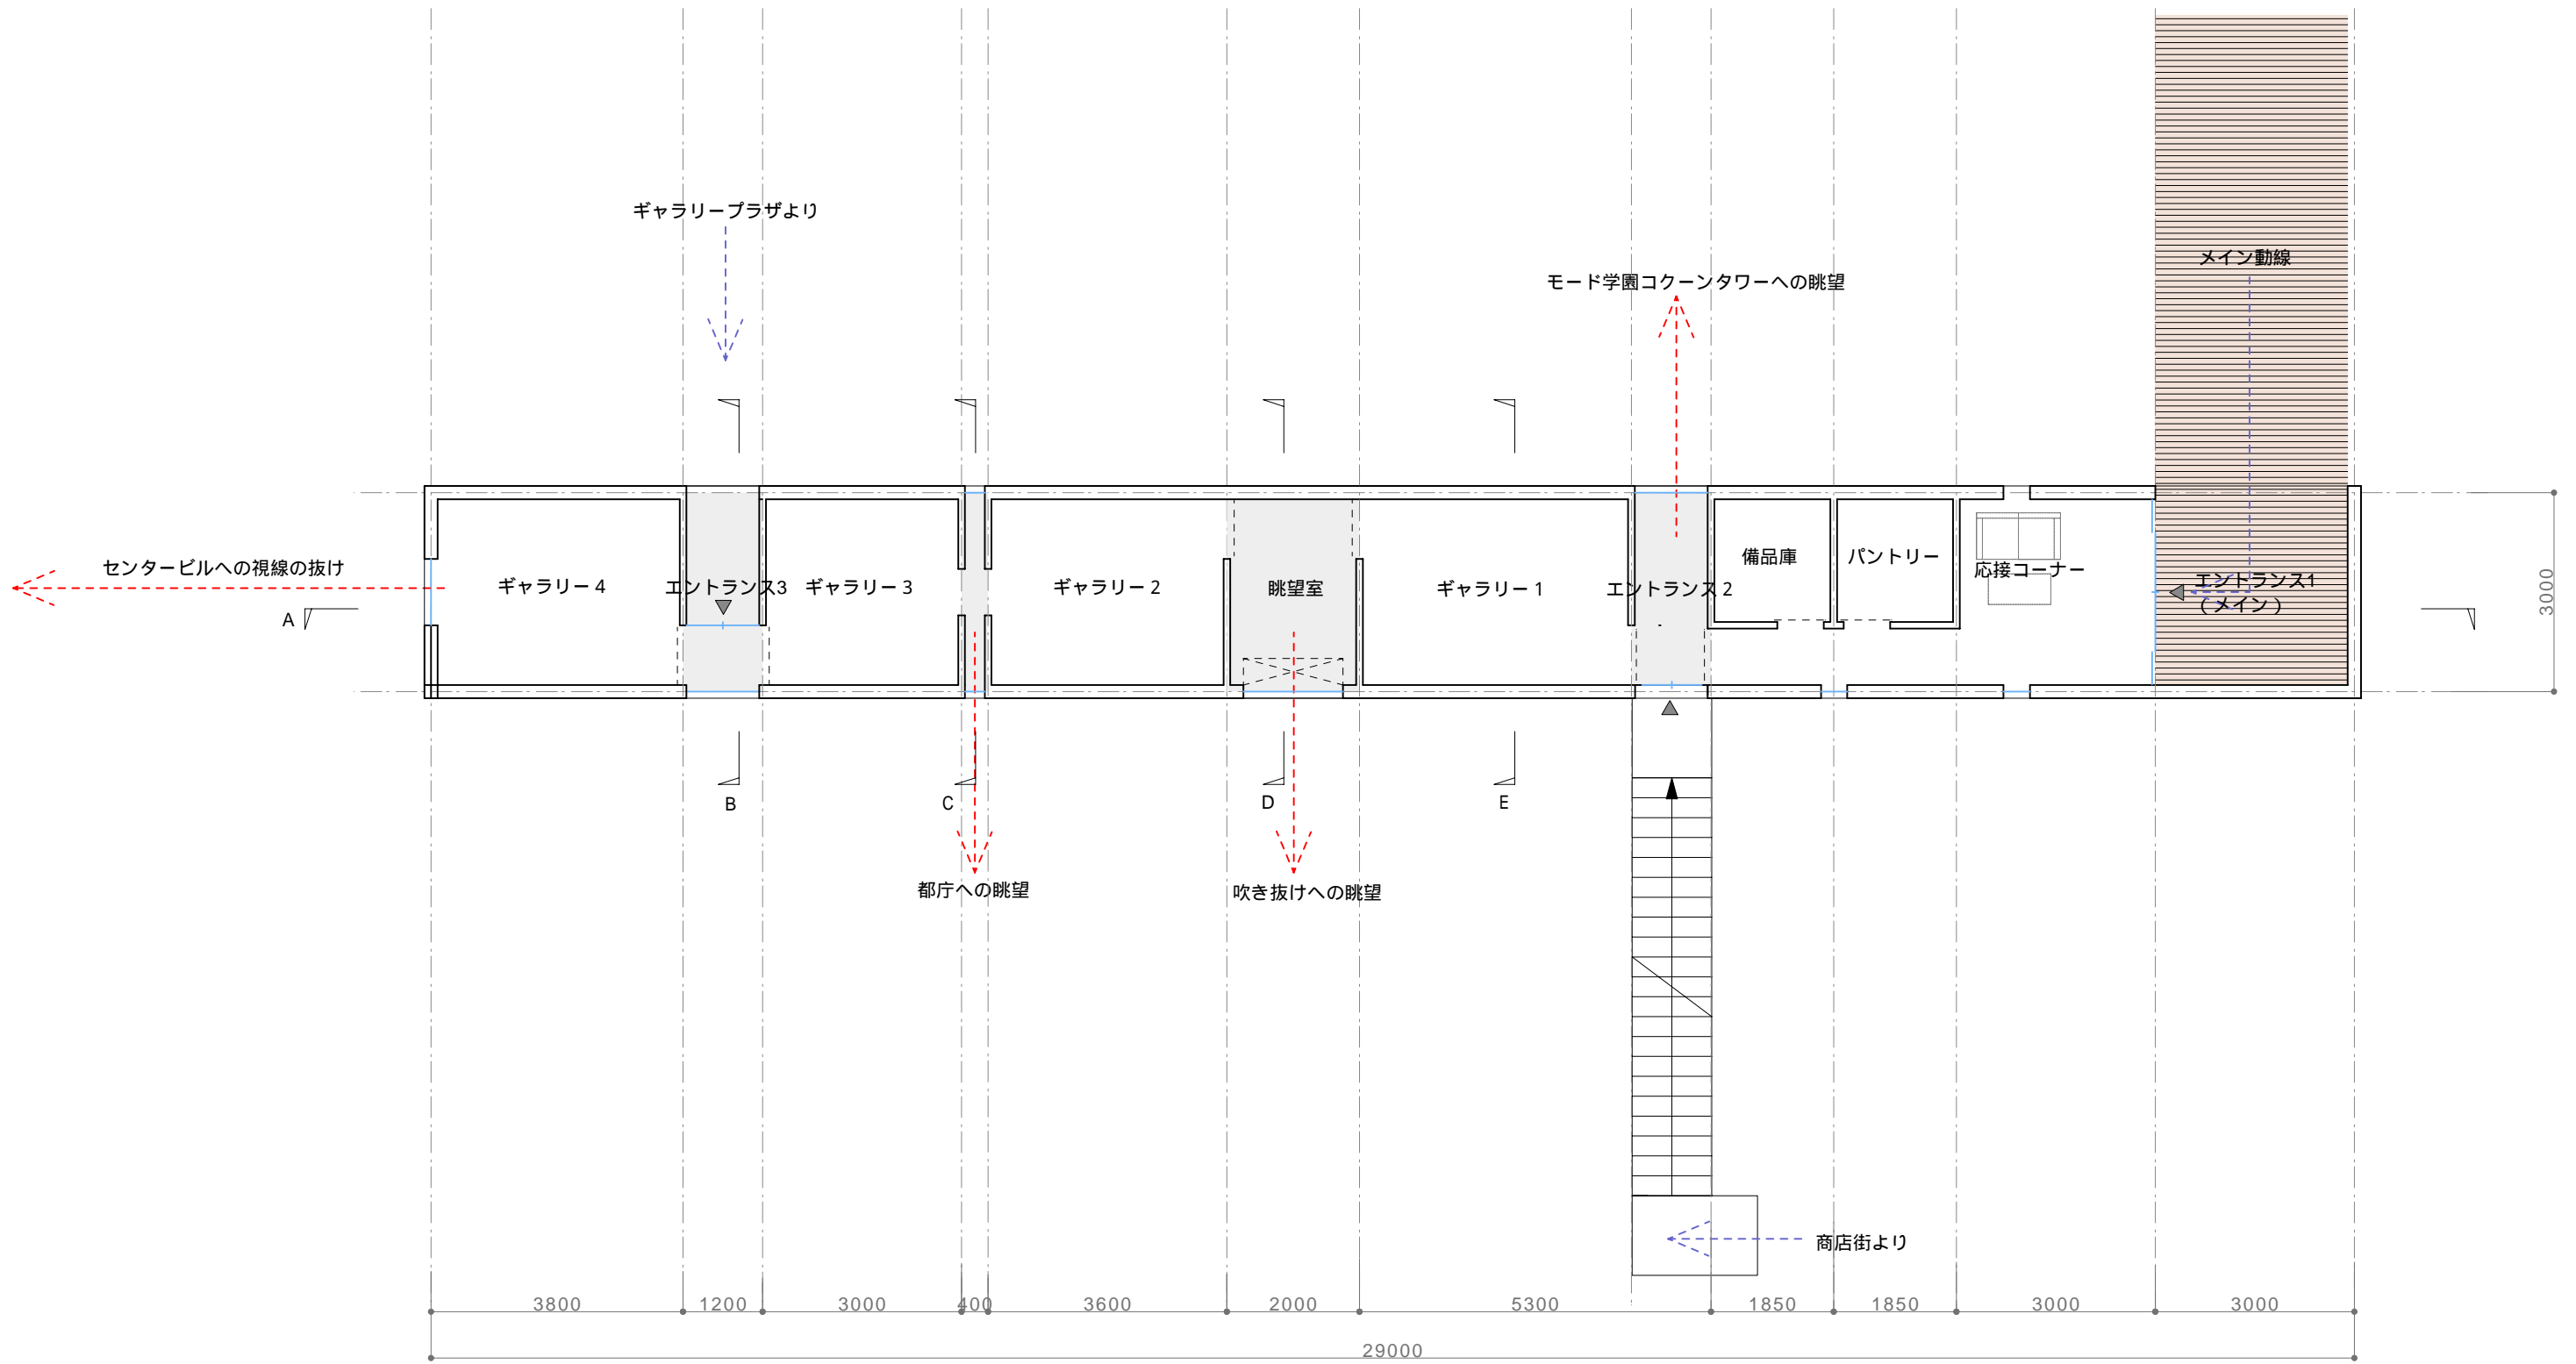 ギャラリープラザより
メイン動線
モード学園コクーンタワーへの眺望
センタービルへの視線の抜け
ギャラリー４
エントランス3
ギャラリー３
ギャラリー２
眺望室
ギャラリー１
エントランス２
備品庫
パントリー
応接コーナー
エントランス1
（メイン）
3000
A
B
C
D
E
都庁への眺望
吹き抜けへの眺望
商店街より
3800
1200
3000
400
3600
2000
5300
1850
1850
3000
3000
29000